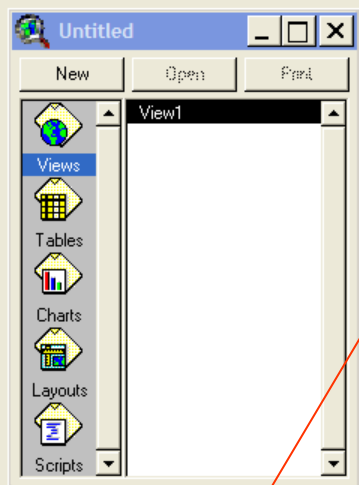 Untitled
New Open Print
View1
Views
Tables
Charts
Layouts
Scripts